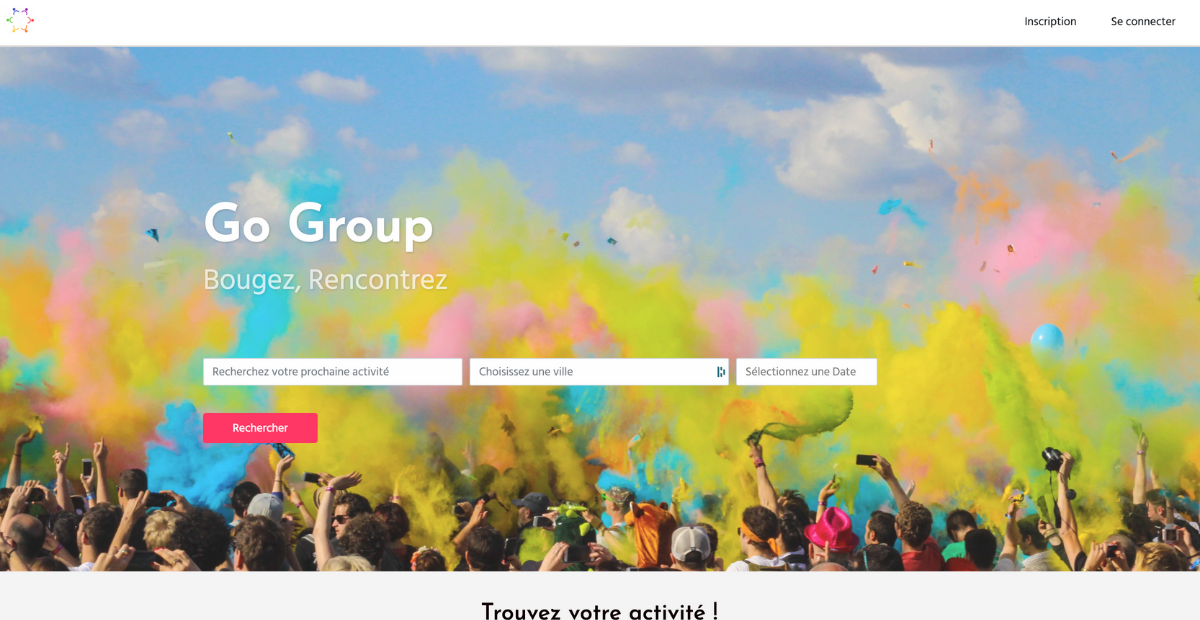 Inscription Se connecter
Go Group
Bougez, Rencontrez
Recherchez votre prochaine activité Choisissez une ville Sélectionnez une Date
Rechercher
Trouvez votre activité !